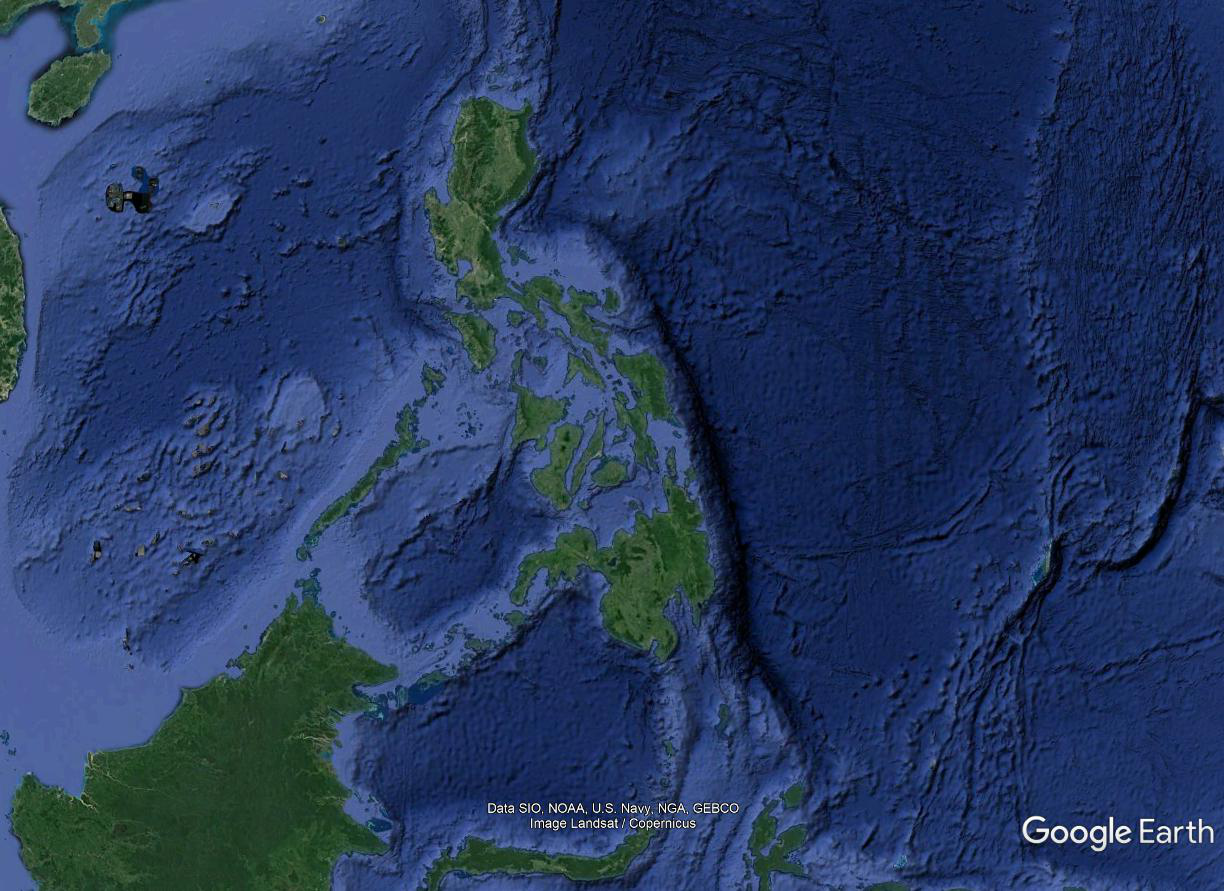 Data SIO, NOAA, U.S. Navy, NGA, GEBCO
Image Landsat / Copernicus
Google Earth